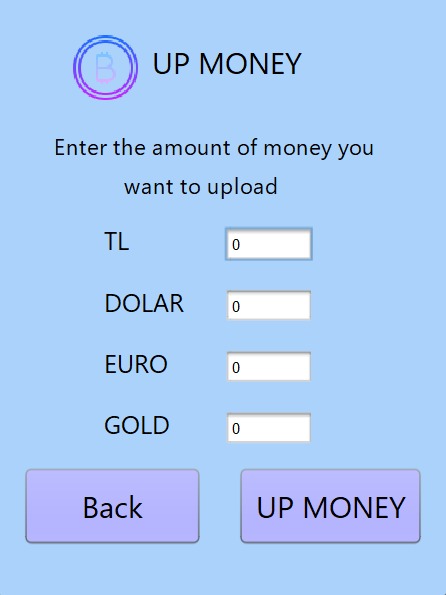 UP MONEY
Enter the amount of money you
want to upload
TL 0
DOLAR 0
EURO 0
GOLD 0
Back UP MONEY